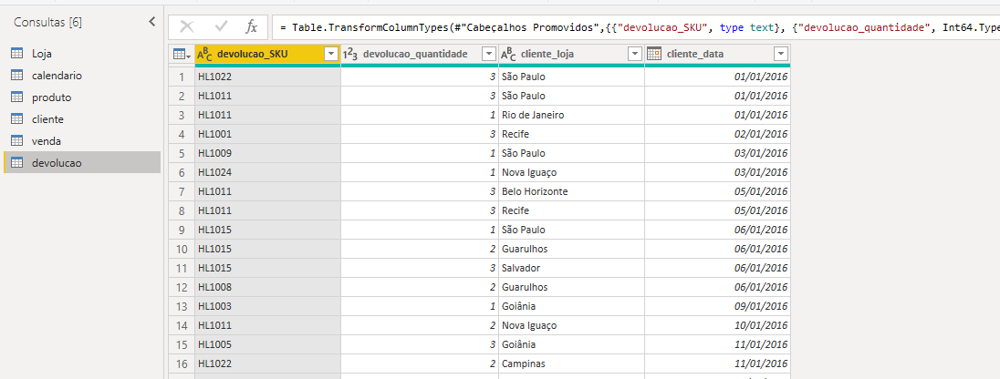 Consultas [6]
Loja
calendario
produto
cliente
venda
devolucao
= Table.TransformColumnTypes(#"Cabeçalhos Promovidos",{{"devolucao_SKU", type text}, {"devolucao_quantidade", Int64.Type
devolucao_SKU devolucao_quantidade cliente_loja cliente_data
1 HL1022 3 São Paulo 01/01/2016
2 HL1011 3 São Paulo 01/01/2016
3 HL1011 1 Rio de Janeiro 01/01/2016
4 HL1001 3 Recife 02/01/2016
5 HL1009 1 São Paulo 03/01/2016
6 HL1024 1 Nova Iguaço 03/01/2016
7 HL1011 3 Belo Horizonte 05/01/2016
8 HL1011 3 Recife 05/01/2016
9 HL1015 1 São Paulo 06/01/2016
10 HL1015 2 Guarulhos 06/01/2016
11 HL1015 3 Salvador 06/01/2016
12 HL1008 2 Guarulhos 06/01/2016
13 HL1003 1 Goiânia 09/01/2016
14 HL1011 2 Nova Iguaço 10/01/2016
15 HL1005 3 Goiânia 11/01/2016
16 HL1022 2 Campinas 11/01/2016